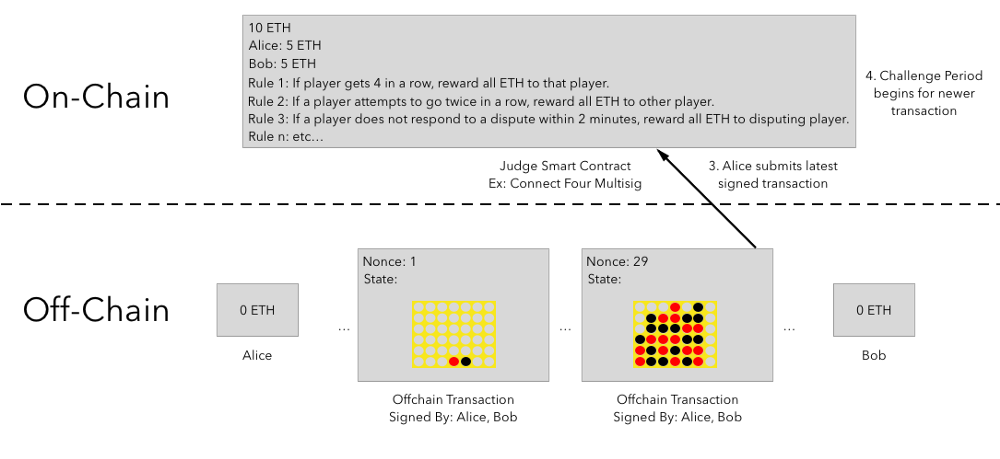 10 ETH
Alice: 5 ETH
Bob: 5 ETH
Rule 1: If player gets 4 in a row, reward all ETH to that player.
Rule 2: If a player attempts to go twice in a row, reward all ETH to other player.
Rule 3: If a player does not respond to a dispute within 2 minutes, reward all ETH to disputing player.
Rule n: etc...
On-Chain
4. Challenge Period
begins for newer
transaction
Judge Smart Contract
Ex: Connect Four Multisig
3. Alice submits latest
signed transaction
Off-Chain
0 ETH
Alice
...
Nonce: 1
State:
Offchain Transaction
Signed By: Alice, Bob
...
Nonce: 29
State:
Offchain Transaction
Signed By: Alice, Bob
...
0 ETH
Bob